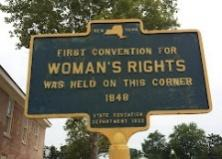 NEW YORK
FIRST CONVENTION FOR
WOMAN'S RIGHTS
WAS HELD ON THIS CORNER
1848
STATE EDUCATION
DEPARTMENT 1932